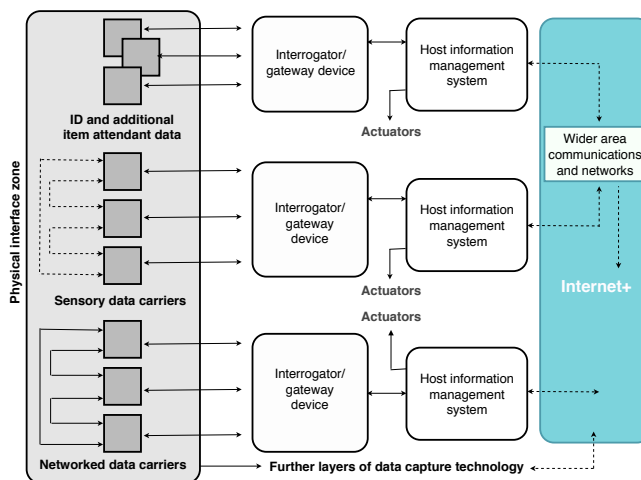 Physical interface zone
ID and additional
item attendant data
Interrogator/
gateway device
Host information
management
system
Actuators
Wider area
communications
and networks
Internet+
Sensory data carriers
Interrogator/
gateway
device
Host information
management
system
Actuators
Actuators
Networked data carriers
Interrogator/
gateway
device
Host information
management
system
Further layers of data capture technology